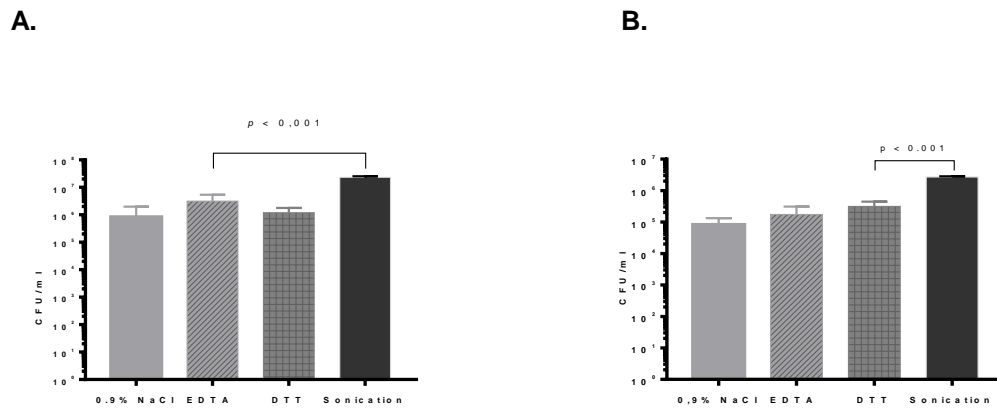 A.
B.
p < 0,001
p < 0.001
10⁸
10⁷
10⁶
10⁵
10⁴
10³
10²
10¹
10⁰
CFU/ml
0,9% NaCl EDTA DTT Sonication
10⁷
10⁶
10⁵
10⁴
10³
10²
10¹
10⁰
CFU/ml
0,9% NaCl EDTA DTT Sonication